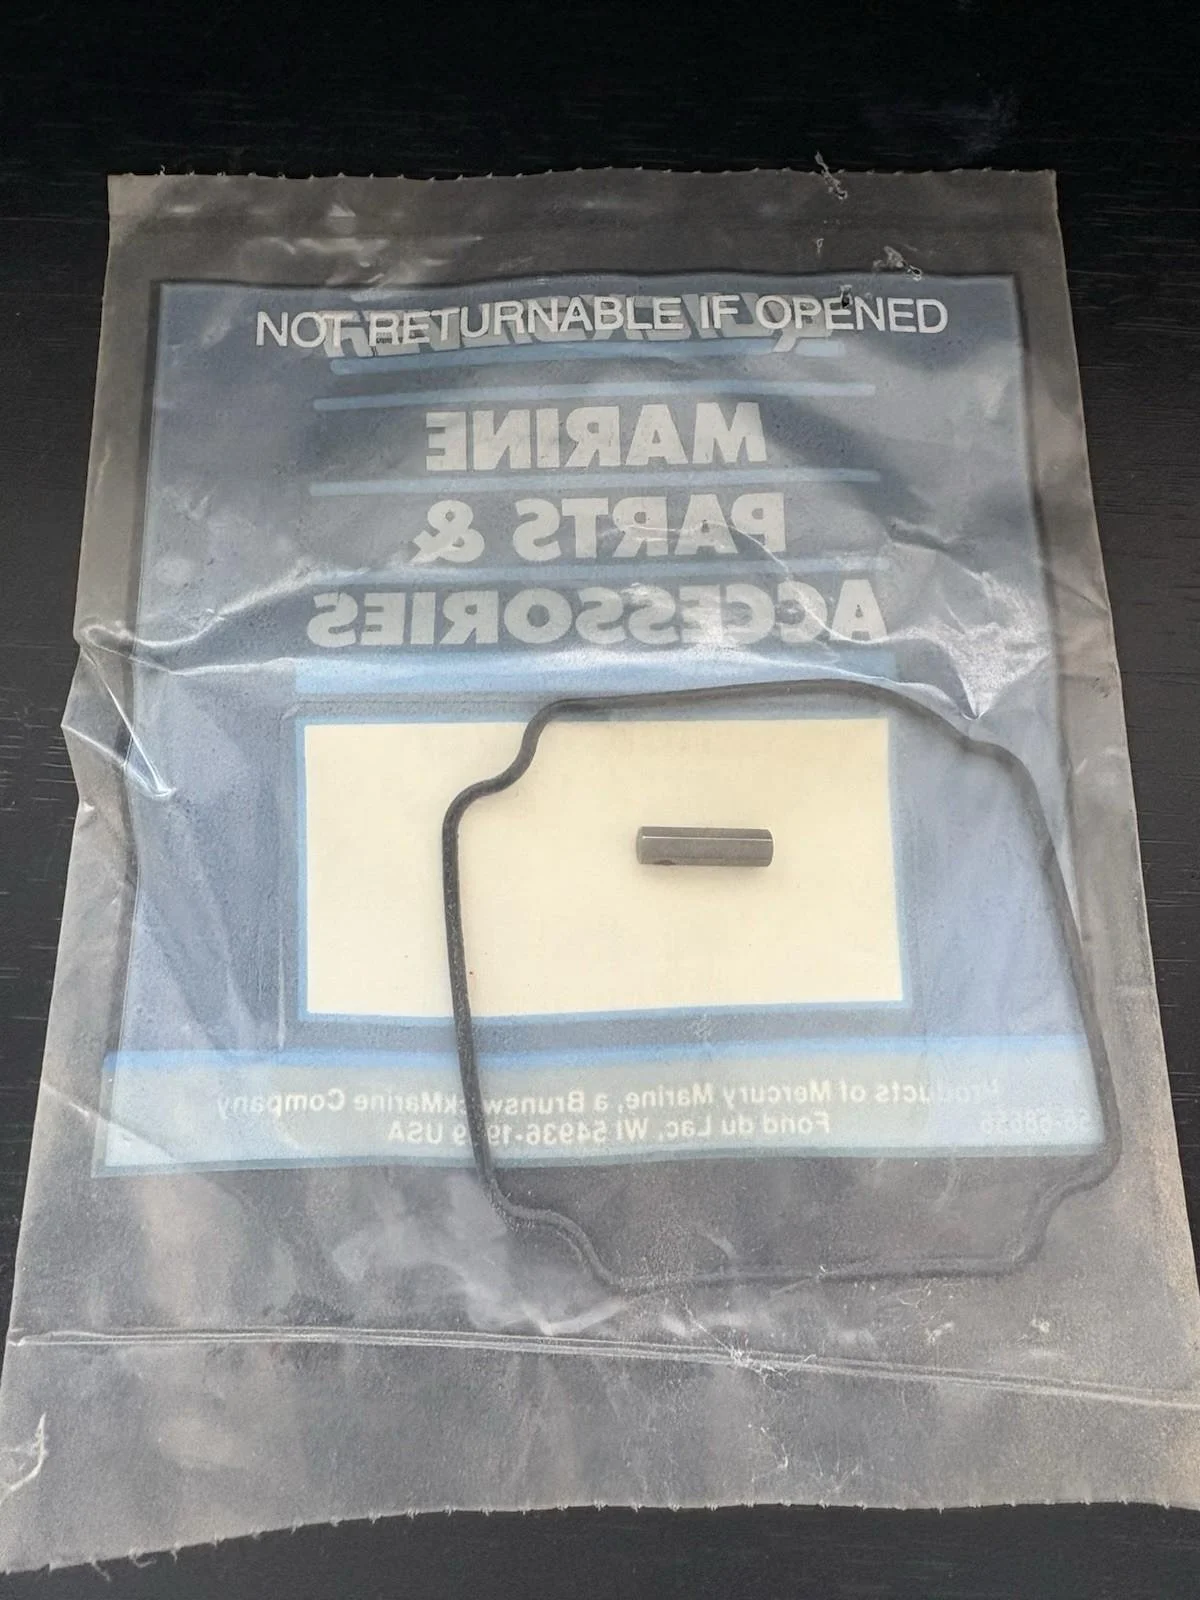 NOT RETURNABLE IF OPENED
QUICKSILVER
MARINE
PARTS &
ACCESSORIES
Products of Mercury Marine, a Brunswick Marine Company
Fond du Lac, WI 54936-1939 USA